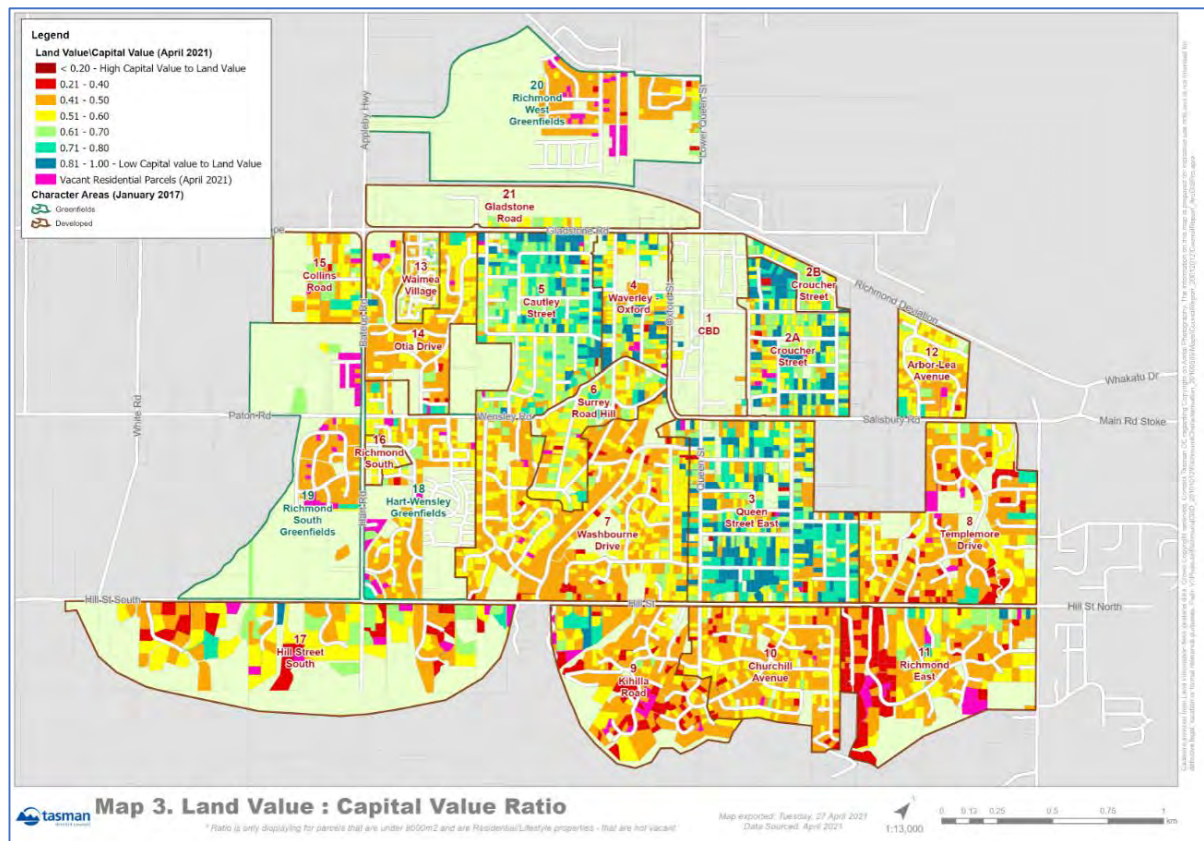 Legend
Land Value\Capital Value (April 2021)
< 0.20 - High Capital Value to Land Value
0.21 - 0.40
0.41 - 0.50
0.51 - 0.60
0.61 - 0.70
0.71 - 0.80
0.81 - 1.00 - Low Capital value to Land Value
Vacant Residential Parcels (April 2021)
Character Areas (January 2017)
Greenfields
Developed
20
Richmond
West
Greenfields
Appleby Hwy
Lower Queen St
21
Gladstone
Road
Gladstone Rd
15
Collins
Road
13
Waimea
Village
14
Otia Drive
5
Cautley
Street
4
Waverley
Oxford
Oxford St
1
CBD
2B
Croucher
Street
Richmond Deviation
2A
Croucher
Street
12
Arbor-Lea
Avenue
Whakatu Dr
Main Rd Stoke
Salisbury Rd
White Rd
Paton Rd
Wensley Rd
6
Surrey
Road Hill
16
Richmond
South
18
Hart-Wensley
Greenfields
Hart Rd
19
Richmond
South
Greenfields
7
Washbourne
Drive
Queen St
3
Queen
Street East
8
Templemore
Drive
Hill St South
Hill St
Hill St North
17
Hill Street
South
9
Kihilla
Road
10
Churchill
Avenue
11
Richmond
East
tasman
Map 3. Land Value : Capital Value Ratio
* Ratio is only displaying for parcels that are under 8000m2 and are Residential/Lifestyle properties - that are not vacant
Map exported: Tuesday, 27 April 2021
Data Sourced: April 2021
1:13,000
0 0.13 0.25 0.5 0.75 1
km